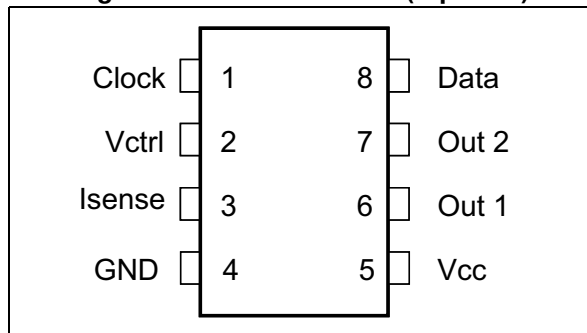 Clock 1 8 Data
Vctrl 2 7 Out 2
Isense 3 6 Out 1
GND 4 5 Vcc